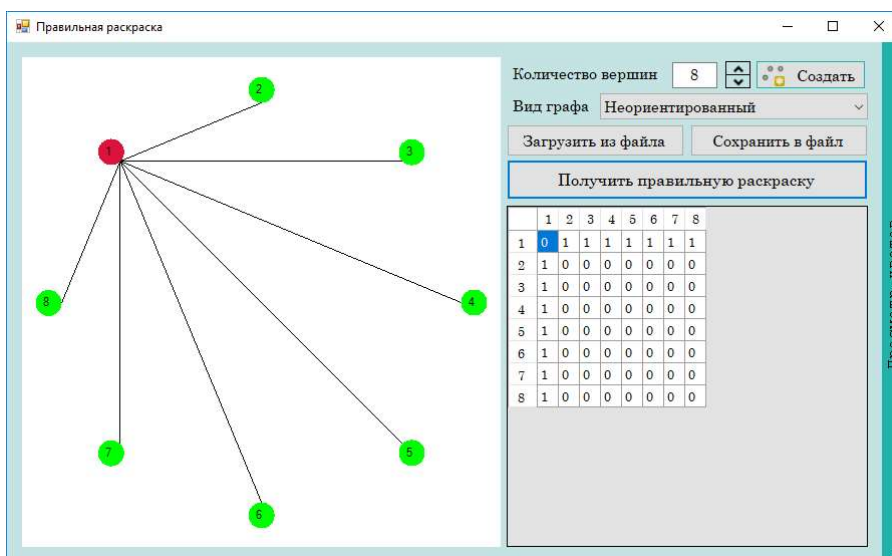 Правильная раскраска
Количество вершин 8 Создать
Вид графа Неориентированный
Загрузить из файла Сохранить в файл
Получить правильную раскраску
1 2 3 4 5 6 7 8
1 0 1 1 1 1 1 1 1
2 1 0 0 0 0 0 0 0
3 1 0 0 0 0 0 0 0
4 1 0 0 0 0 0 0 0
5 1 0 0 0 0 0 0 0
6 1 0 0 0 0 0 0 0
7 1 0 0 0 0 0 0 0
8 1 0 0 0 0 0 0 0
2
1
3
8
4
7
5
6